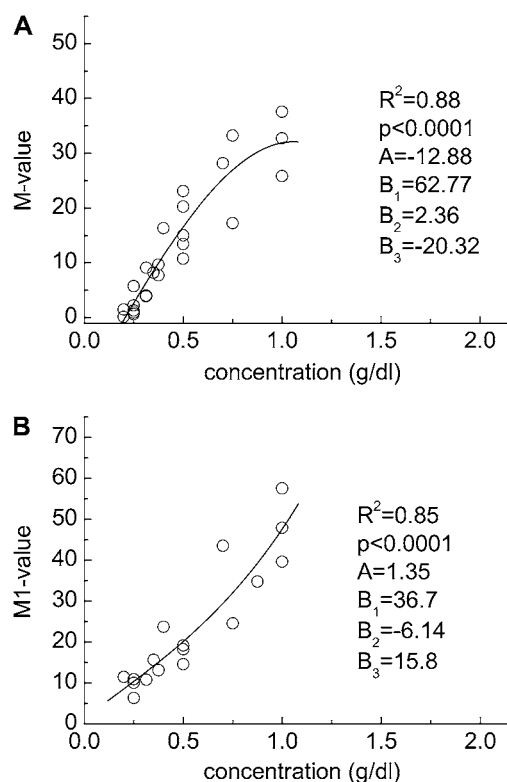 A
50
40
30
20
10
0
M-value
R²=0.88
p<0.0001
A=-12.88
B₁=62.77
B₂=2.36
B₃=-20.32
0.0 0.5 1.0 1.5 2.0
concentration (g/dl)
B
70
60
50
40
30
20
10
0
M1-value
R²=0.85
p<0.0001
A=1.35
B₁=36.7
B₂=-6.14
B₃=15.8
0.0 0.5 1.0 1.5 2.0
concentration (g/dl)